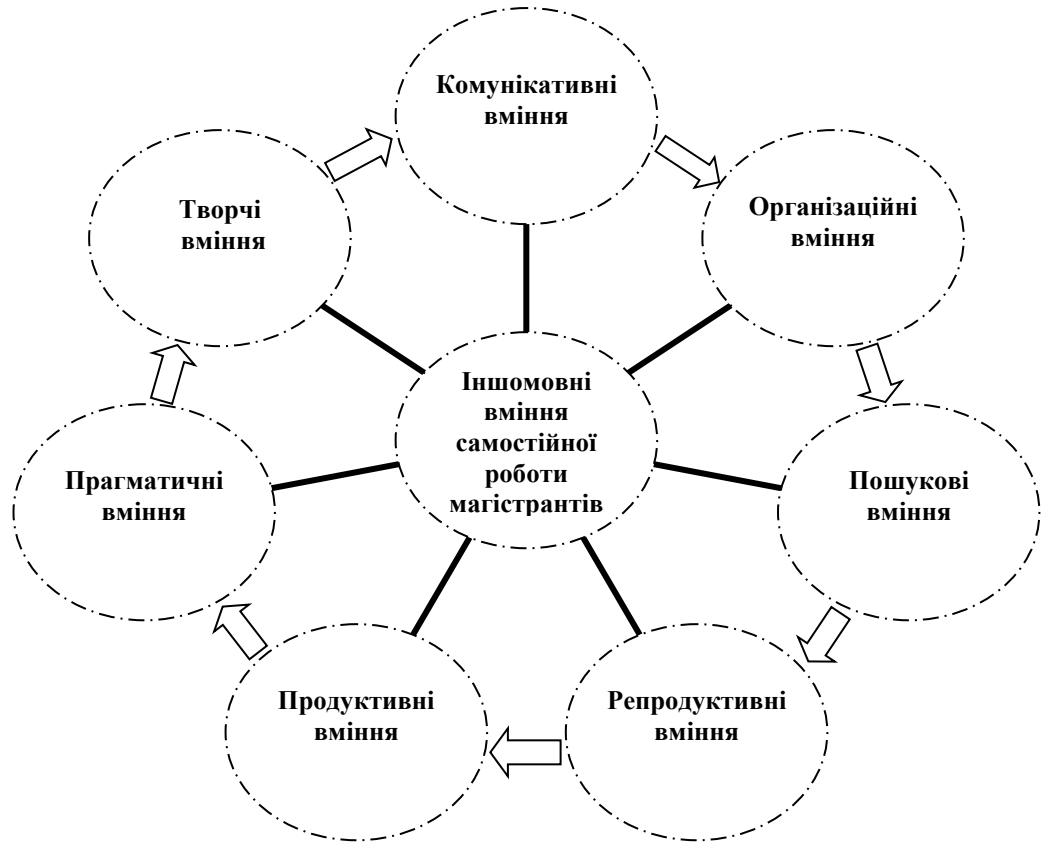 Комунікативні
вміння
Організаційні
вміння
Творчі
вміння
Іншомовні
вміння
самостійної
роботи
магістрантів
Прагматичні
вміння
Пошукові
вміння
Продуктивні
вміння
Репродуктивні
вміння